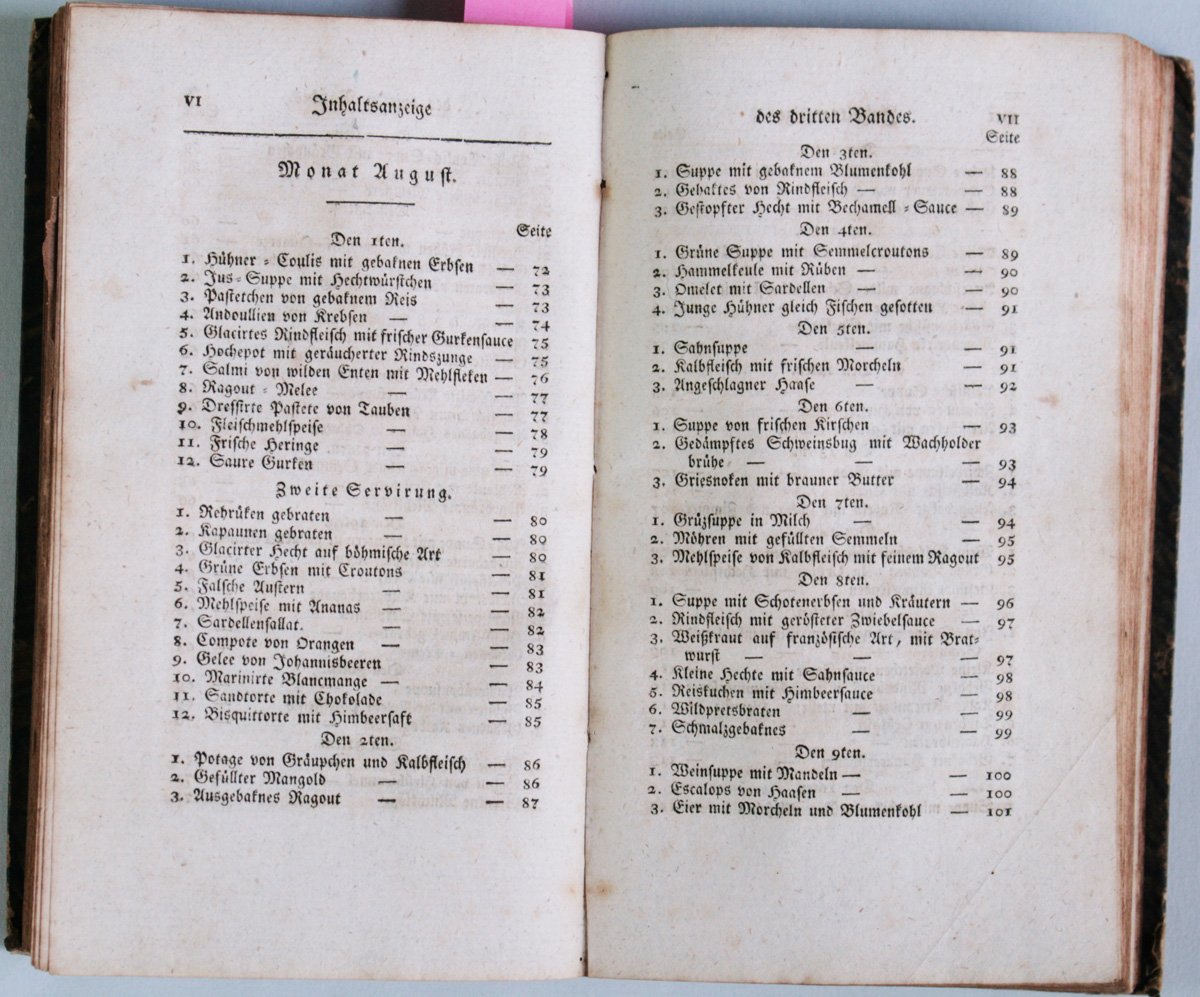 VI Inhaltsanzeige
Monat August.
Seite
Den 1ten.
1. Hühner = Coulis mit gebaknen Erbsen — 72
2. Jus = Suppe mit Hechtwürstchen — 73
3. Pastetchen von gebaknem Reis — 73
4. Andoullien von Krebsen — — 74
5. Glacirtes Rindfleisch mit frischer Gurkensauce 75
6. Hochepot mit geräucherter Rindszunge — 75
7. Salmi von wilden Enten mit Mehlfleken — 76
8. Ragout = Melee — — 77
9. Dressirte Pastete von Tauben — 77
10. Fleischmehlspeise — — 78
11. Frische Heringe — — 79
12. Saure Gurken — — 79
Zweite Servirung.
1. Rehrüken gebraten — — 80
2. Kapaunen gebraten — — 80
3. Glacirter Hecht auf böhmische Art — 80
4. Grüne Erbsen mit Croutons — 81
5. Falsche Austern — — 81
6. Mehlspeise mit Ananas — — 82
7. Sardellensallat. — — 82
8. Compote von Orangen — — 83
9. Gelee von Johannisbeeren — 83
10. Marinirte Blancmange — — 84
11. Sandtorte mit Chokolade — 85
12. Bisquittorte mit Himbeersaft — 85
Den 2ten.
1. Potage von Gräupchen und Kalbfleisch — 86
2. Gefüllter Mangold — — 86
3. Ausgebaknes Ragout — — 87
des dritten Bandes. VII
Seite
Den 3ten.
1. Suppe mit gebaknem Blumenkohl — 88
2. Gehaktes von Rindfleisch — — 88
3. Gestopfter Hecht mit Bechamell = Sauce — 89
Den 4ten.
1. Grüne Suppe mit Semmelcroutons — 89
2. Hammelkeule mit Rüben — — 90
3. Omelet mit Sardellen — — 90
4. Junge Hühner gleich Fischen gesotten — 91
Den 5ten.
1. Sahnsuppe — — 91
2. Kalbfleisch mit frischen Morcheln — 91
3. Angeschlagner Haase — — 92
Den 6ten.
1. Suppe von frischen Kirschen — 93
2. Gedämpftes Schweinsbug mit Wachholder
brühe — — 93
3. Griesnoken mit brauner Butter — 94
Den 7ten.
1. Grüzsuppe in Milch — — 94
2. Möhren mit gefüllten Semmeln — 95
3. Mehlspeise von Kalbfleisch mit feinem Ragout 95
Den 8ten.
1. Suppe mit Schotenerbsen und Kräutern — 96
2. Rindfleisch mit gerösteter Zwiebelsauce — 97
3. Weißkraut auf französische Art, mit Brat=
wurst — — — 97
4. Kleine Hechte mit Sahnsauce — 98
5. Reiskuchen mit Himbeersauce — 98
6. Wildpretsbraten — — 99
7. Schmalzgebaknes — — 99
Den 9ten.
1. Weinsuppe mit Mandeln — — 100
2. Escalops von Haasen — — 100
3. Eier mit Morcheln und Blumenkohl — 101